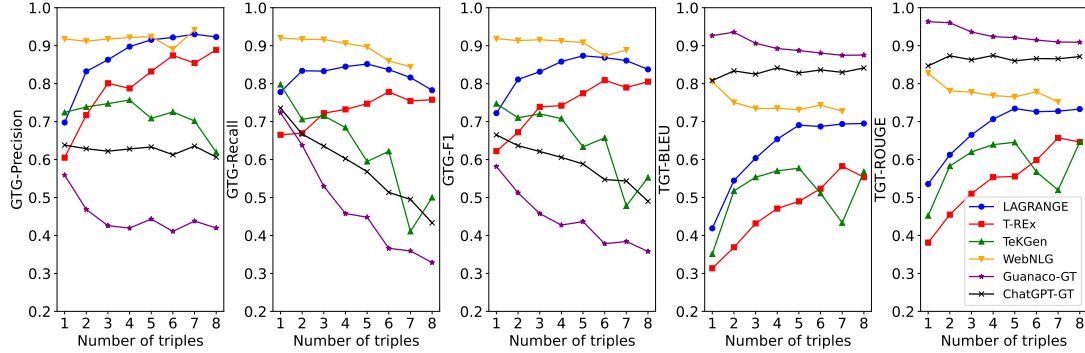 GTG-Precision
1.0
0.9
0.8
0.7
0.6
0.5
0.4
0.3
0.2
1 2 3 4 5 6 7 8
Number of triples
GTG-Recall
1.0
0.9
0.8
0.7
0.6
0.5
0.4
0.3
0.2
1 2 3 4 5 6 7 8
Number of triples
GTG-F1
1.0
0.9
0.8
0.7
0.6
0.5
0.4
0.3
0.2
1 2 3 4 5 6 7 8
Number of triples
TGT-BLEU
1.0
0.9
0.8
0.7
0.6
0.5
0.4
0.3
0.2
1 2 3 4 5 6 7 8
Number of triples
TGT-ROUGE
1.0
0.9
0.8
0.7
0.6
0.5
0.4
0.3
0.2
1 2 3 4 5 6 7 8
Number of triples
LAGRANGE
T-REx
TeKGen
WebNLG
Guanaco-GT
ChatGPT-GT